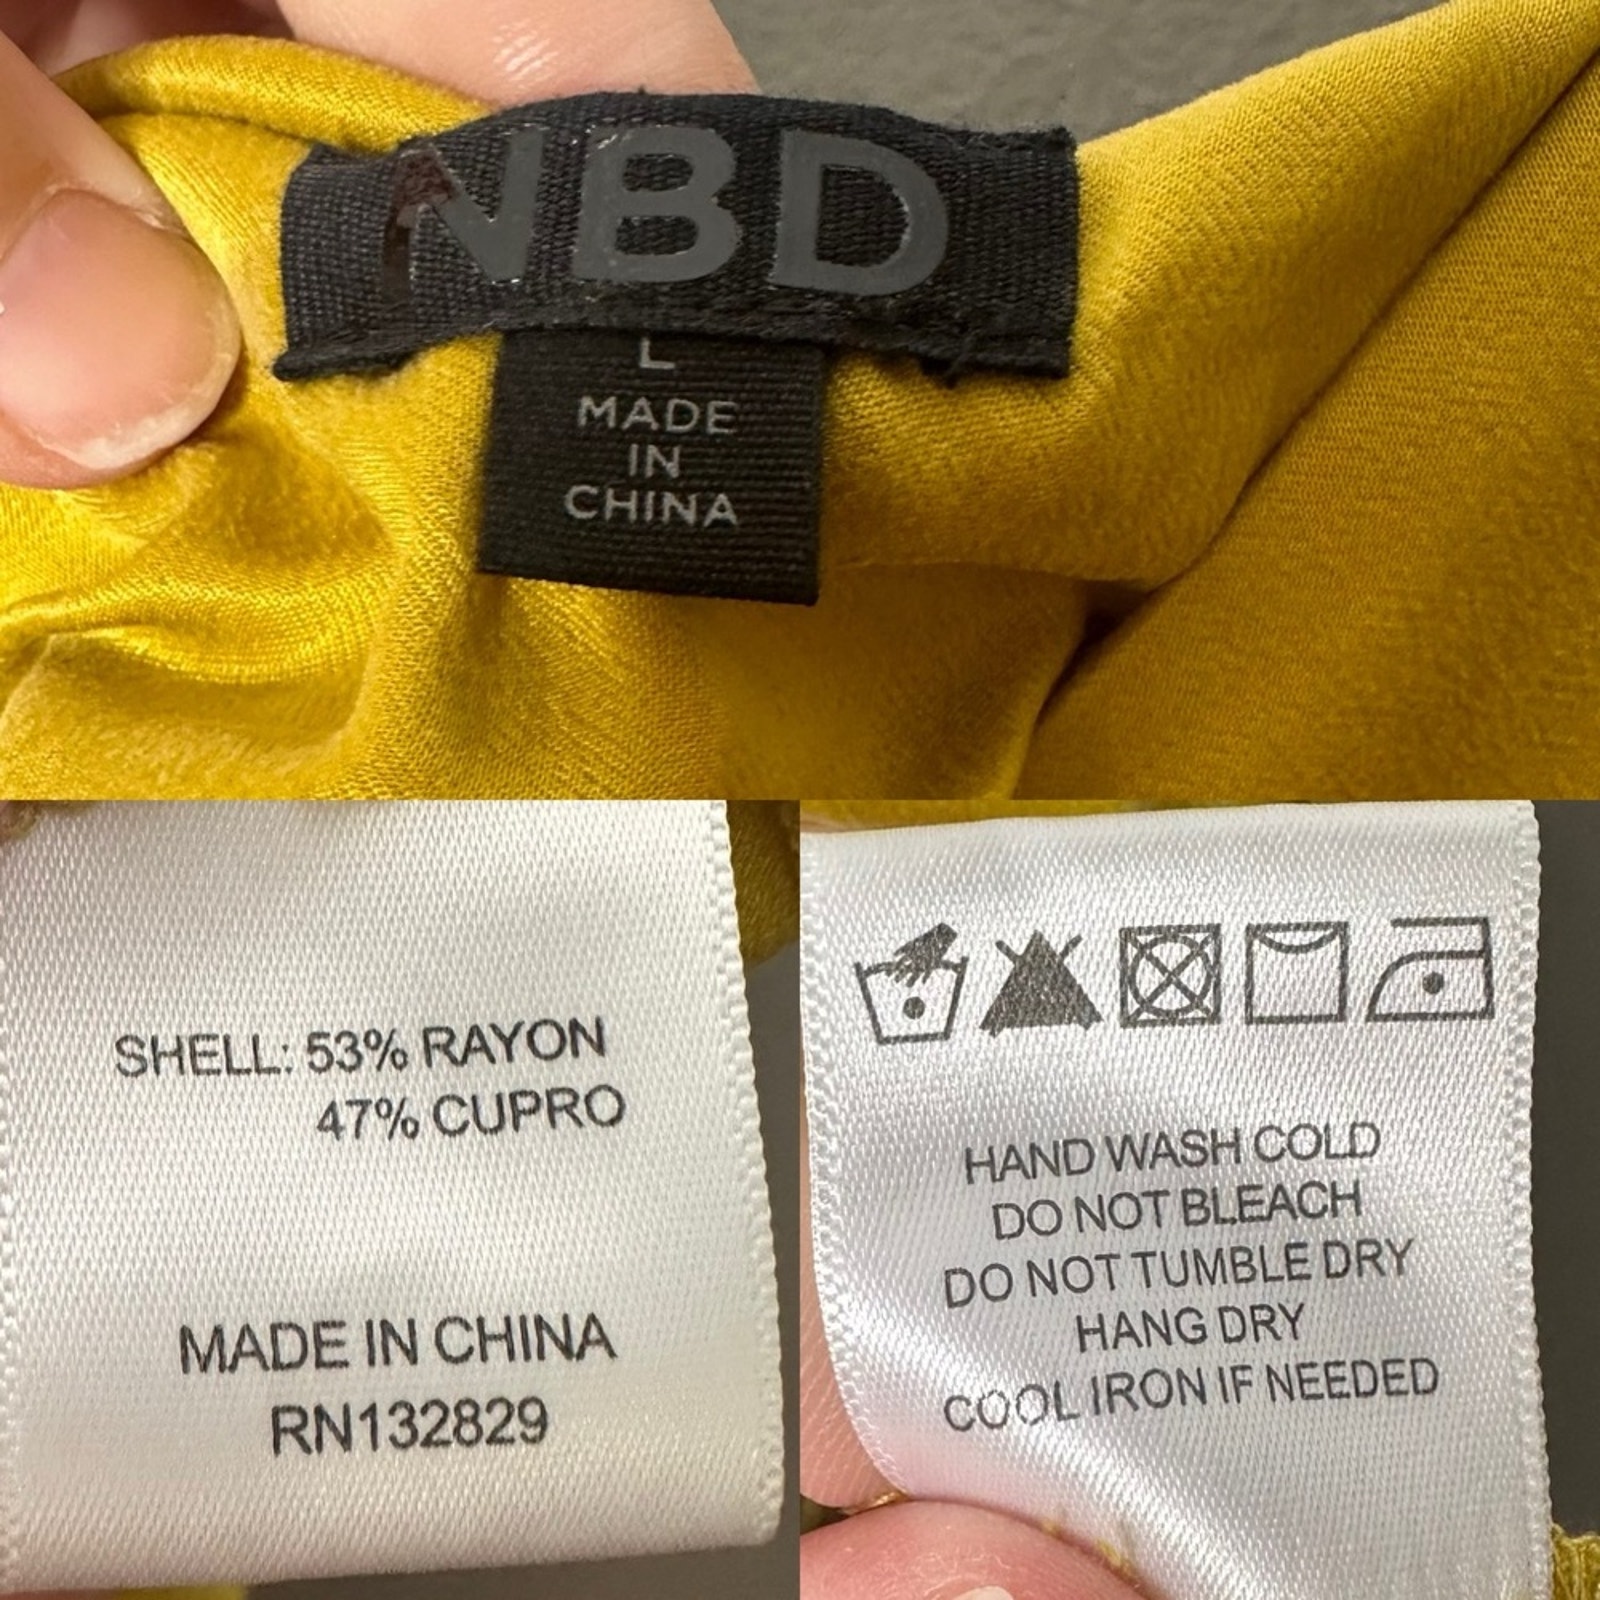 NBD
L
MADE
IN
CHINA
SHELL: 53% RAYON
47% CUPRO
MADE IN CHINA
RN132829
HAND WASH COLD
DO NOT BLEACH
DO NOT TUMBLE DRY
HANG DRY
COOL IRON IF NEEDED